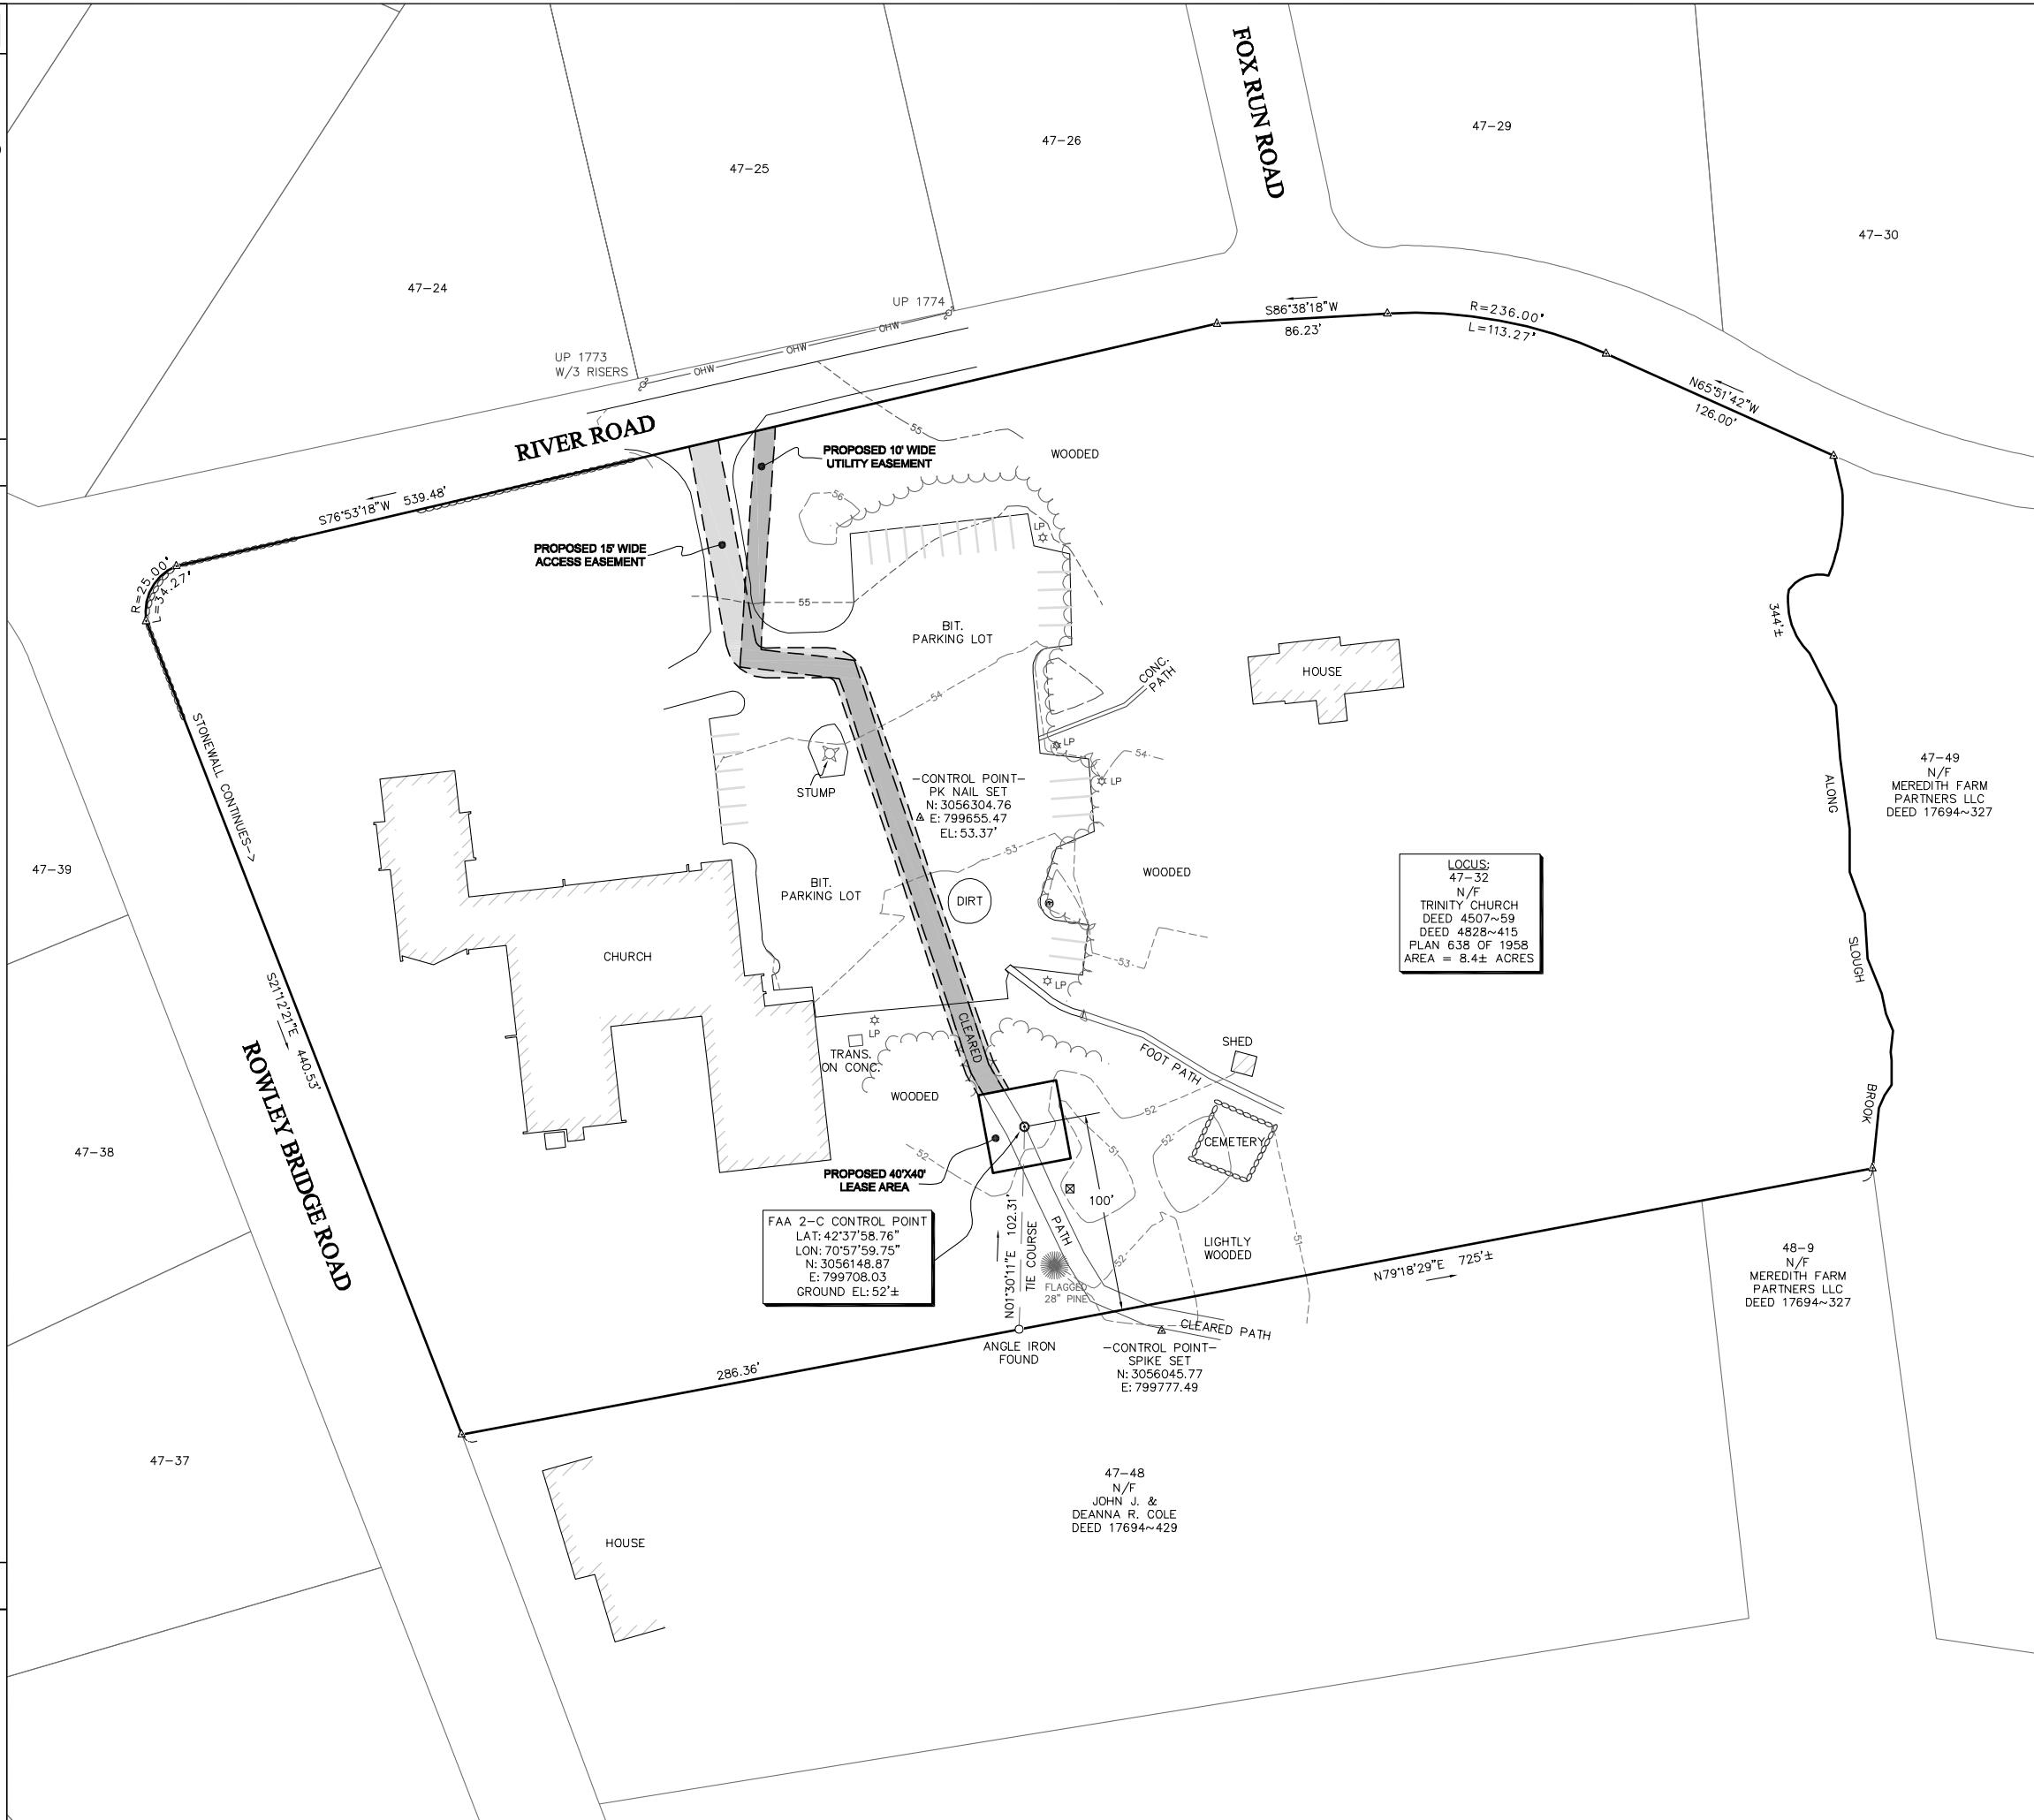 FOX RUN ROAD
47-29
47-26
47-25
47-30
47-24
UP 1774
OHW
OHW
OHW
UP 1773
W/3 RISERS
S86°38'18"W
86.23'
R=236.00'
L=113.27'
N65°51'42"W
126.00'
RIVER ROAD
55
PROPOSED 10' WIDE
UTILITY EASEMENT
WOODED
S76°53'18"W 539.48'
56
LP
PROPOSED 15' WIDE
ACCESS EASEMENT
R=25.00'
L=34.27'
55
BIT.
PARKING LOT
344'±
CONC.
PATH
HOUSE
54
STONEWALL CONTINUES->
LP
54
LP
STUMP
-CONTROL POINT-
PK NAIL SET
N: 3056304.76
E: 799655.47
EL: 53.37'
47-49
N/F
MEREDITH FARM
PARTNERS LLC
DEED 17694~327
ALONG
53
47-39
BIT.
PARKING LOT
DIRT
WOODED
LOCUS:
47-32
N/F
TRINITY CHURCH
DEED 4507~59
DEED 4828~415
PLAN 638 OF 1958
AREA = 8.4± ACRES
CHURCH
53
LP
SLOUGH
S21°12'21"E 440.53'
LP
CLEARED
TRANS.
ON CONC.
SHED
FOOT PATH
WOODED
52
BROOK
ROWLEY BRIDGE ROAD
47-38
52
51
52
CEMETERY
PROPOSED 40'X40'
LEASE AREA
100'
FAA 2-C CONTROL POINT
LAT: 42°37'58.76"
LON: 70°57'59.75"
N: 3056148.87
E: 799708.03
GROUND EL: 52'±
N01°30'11"E 102.31'
TIE COURSE
PATH
52
LIGHTLY
WOODED
51
FLAGGED
28" PINE
N79°18'29"E 725'±
48-9
N/F
MEREDITH FARM
PARTNERS LLC
DEED 17694~327
CLEARED PATH
ANGLE IRON
FOUND
-CONTROL POINT-
SPIKE SET
N: 3056045.77
E: 799777.49
286.36'
47-37
47-48
N/F
JOHN J. &
DEANNA R. COLE
DEED 17694~429
HOUSE